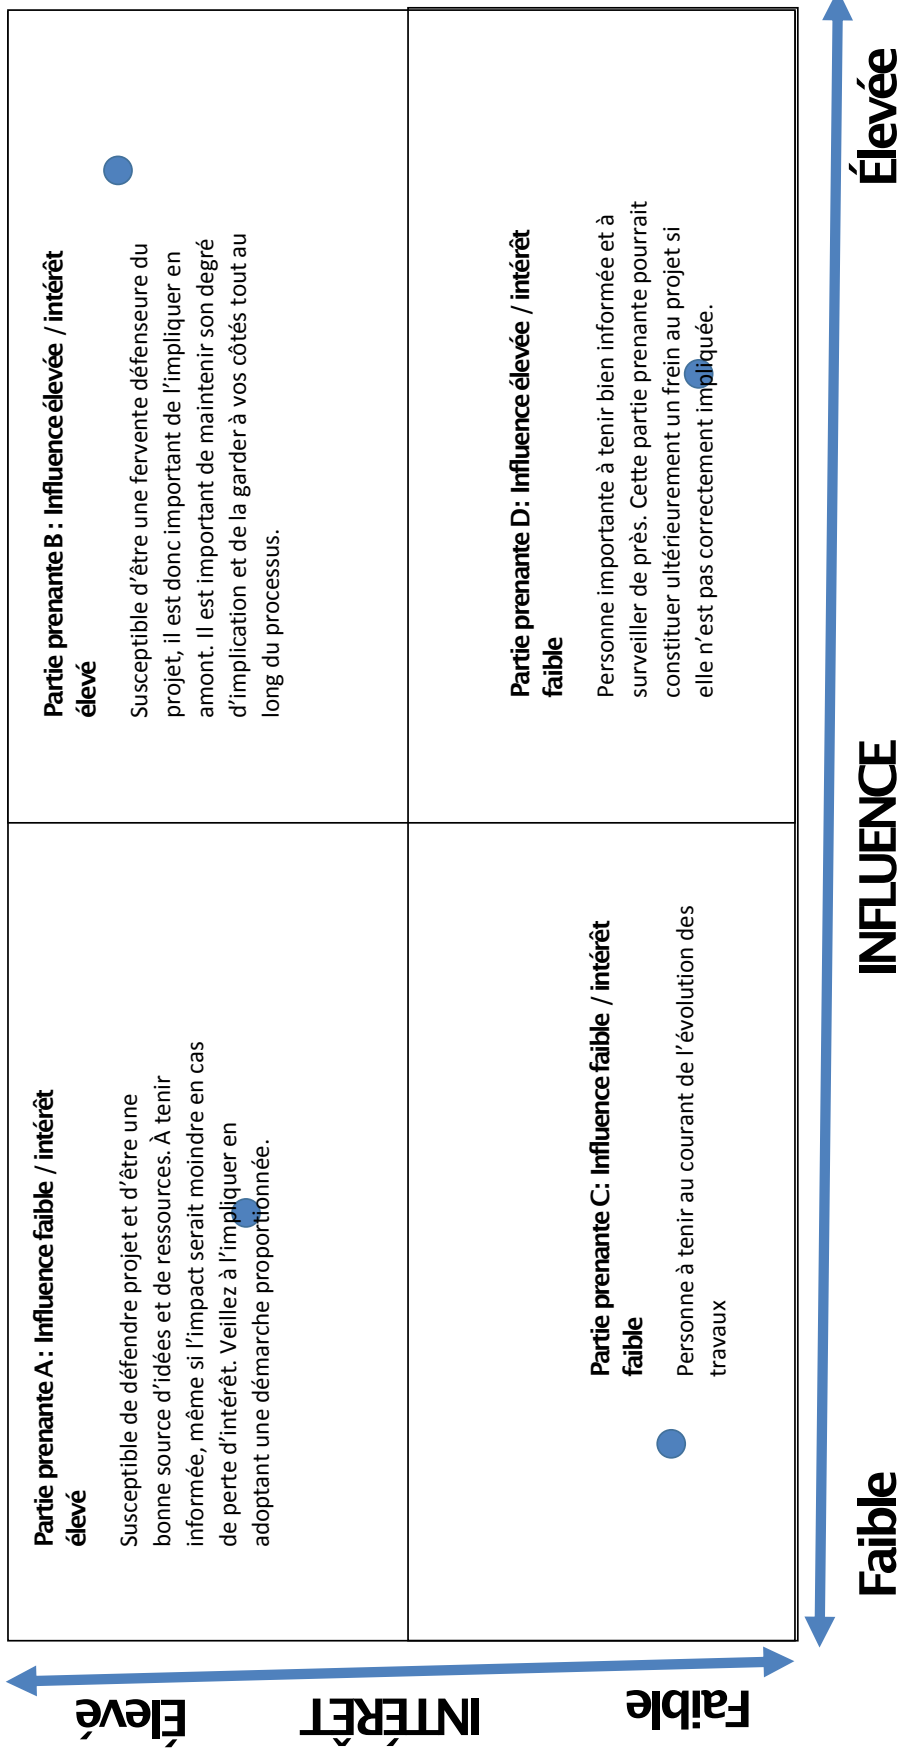 Partie prenante A : Influence faible / intérêt
élevé
Susceptible de défendre projet et d’être une
bonne source d’idées et de ressources. À tenir
informée, même si l’impact serait moindre en cas
de perte d’intérêt. Veillez à l’impliquer en
adoptant une démarche proportionnée.
Partie prenante B : Influence élevée / intérêt
élevé
Susceptible d’être une fervente défenseure du
projet, il est donc important de l’impliquer en
amont. Il est important de maintenir son degré
d’implication et de la garder à vos côtés tout au
long du processus.
Partie prenante C : Influence faible / intérêt
faible
Personne à tenir au courant de l’évolution des
travaux
Partie prenante D : Influence élevée / intérêt
faible
Personne importante à tenir bien informée et à
surveiller de près. Cette partie prenante pourrait
constituer ultérieurement un frein au projet si
elle n’est pas correctement impliquée.
Élevé
INTÉRÊT
Faible
Faible
INFLUENCE
Élevée